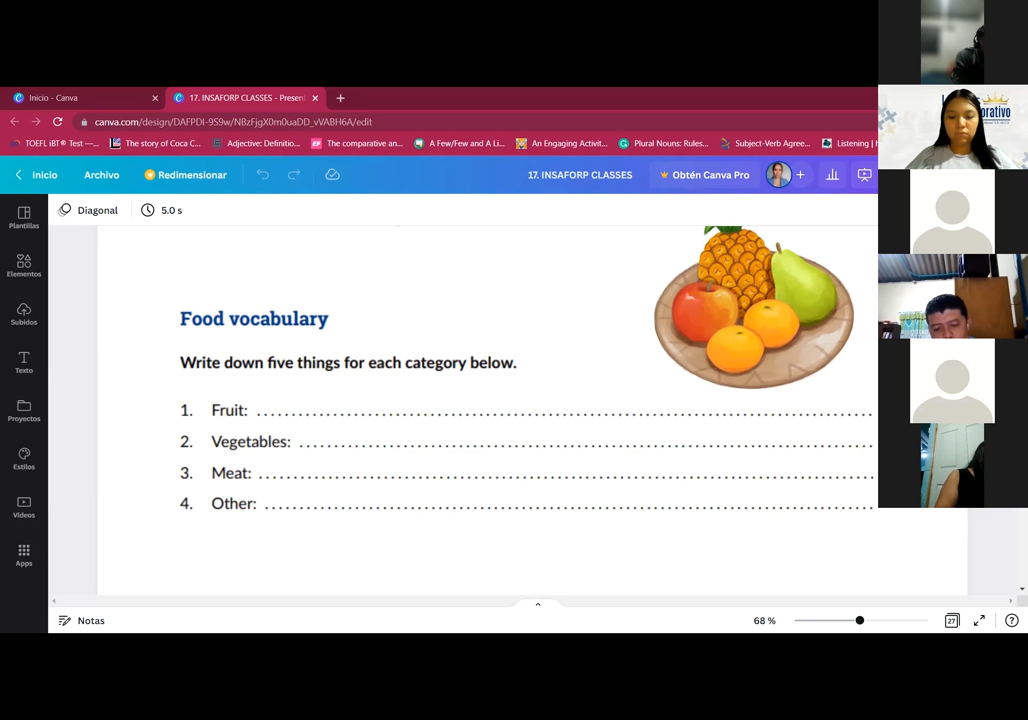 Inicio - Canva
17. INSAFORP CLASSES - Present
canva.com/design/DAFPDI-9S9w/NBzFjgX0m0uaDD_vVABH6A/edit
TOEFL iBT® Test —... The story of Coca C... Adjective: Definitio... The comparative an... A Few/Few and A Li... An Engaging Activit... Plural Nouns: Rules... Subject-Verb Agree... Listening |
Inicio Archivo Redimensionar 17. INSAFORP CLASSES Obtén Canva Pro
Diagonal 5.0 s
Plantillas
Elementos
Subidos
Texto
Proyectos
Estilos
Videos
Apps
Food vocabulary
Write down five things for each category below.
1. Fruit:
2. Vegetables:
3. Meat:
4. Other:
Notas 68 % 27